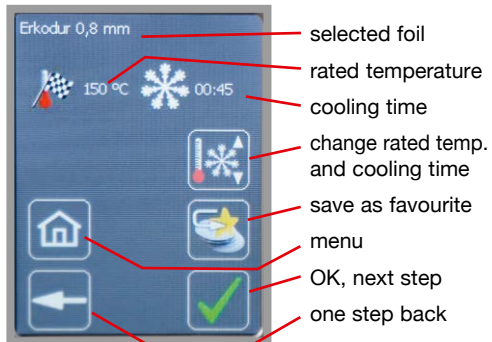 Erkodur 0,8 mm
selected foil
150 ºC
00:45
rated temperature
cooling time
change rated temp.
and cooling time
save as favourite
menu
OK, next step
one step back